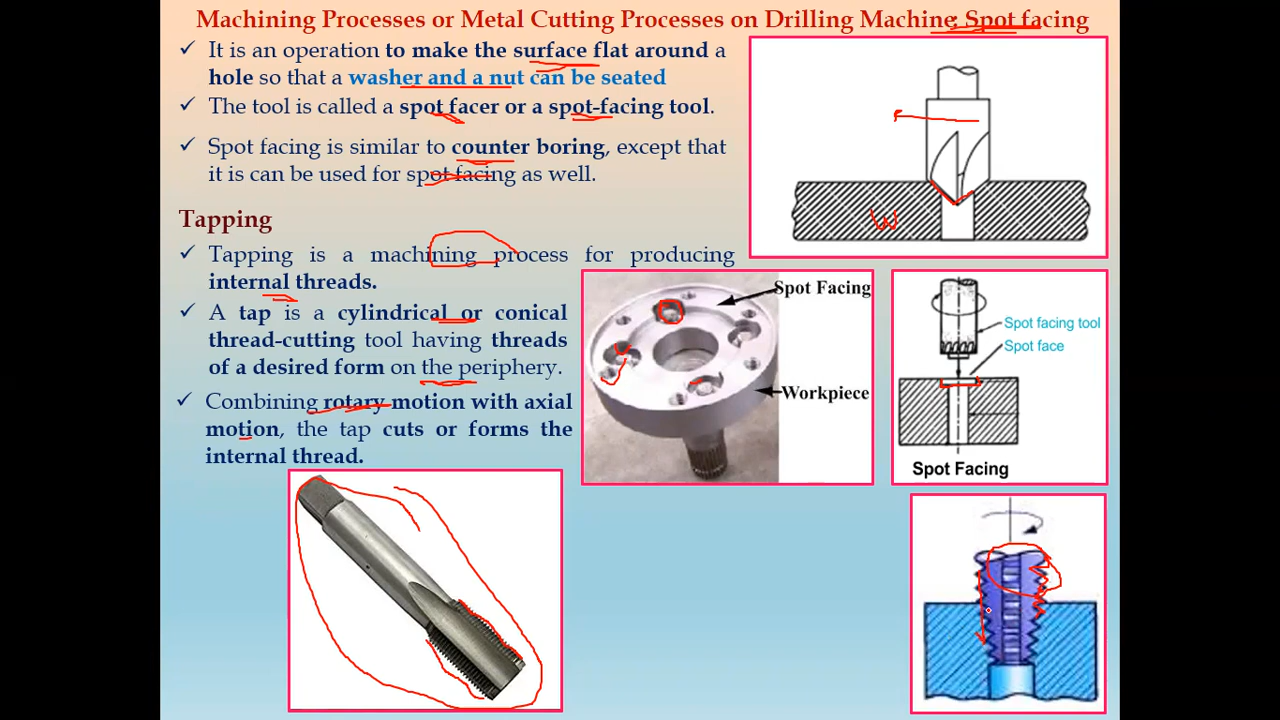 Machining Processes or Metal Cutting Processes on Drilling Machine: Spot facing
✓ It is an operation to make the surface flat around a
hole so that a washer and a nut can be seated
✓ The tool is called a spot facer or a spot-facing tool.
✓ Spot facing is similar to counter boring, except that
it is can be used for spot facing as well.
Tapping
✓ Tapping is a machining process for producing
internal threads.
✓ A tap is a cylindrical or conical
thread-cutting tool having threads
of a desired form on the periphery.
✓ Combining rotary motion with axial
motion, the tap cuts or forms the
internal thread.
W
Spot Facing
Workpiece
Spot facing tool
Spot face
Spot Facing